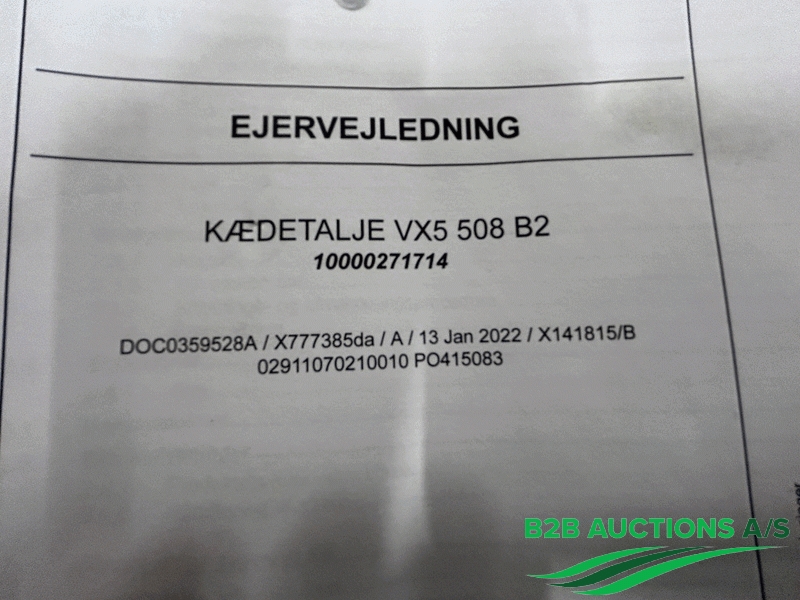 EJERVEJLEDNING
KÆDETALJE VX5 508 B2
10000271714
DOC0359528A / X777385da / A / 13 Jan 2022 / X141815/B
02911070210010 PO415083
B2B AUCTIONS A/S